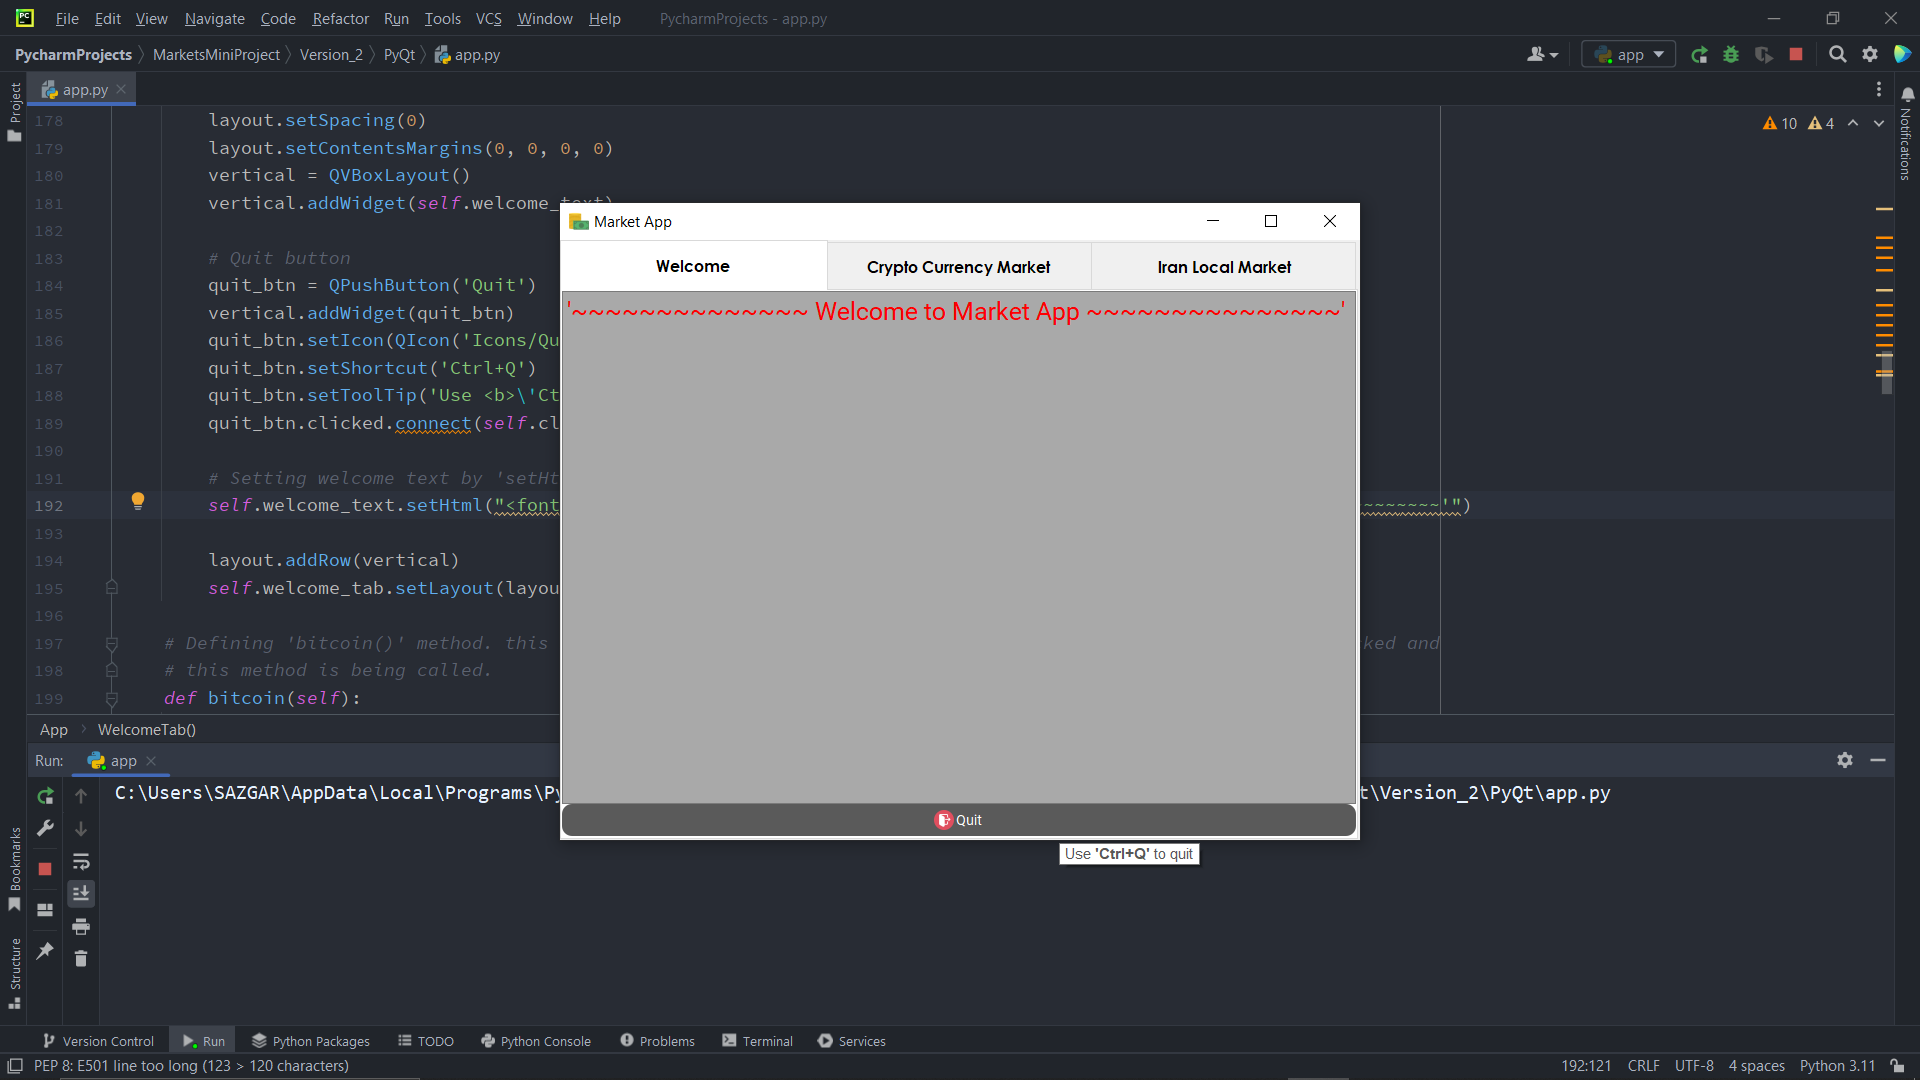 File Edit View Navigate Code Refactor Run Tools VCS Window Help PycharmProjects - app.py
PycharmProjects MarketsMiniProject Version_2 PyQt app.py app
Project
app.py
Notifications
10 4
178 layout.setSpacing(0)
179 layout.setContentsMargins(0, 0, 0, 0)
180 vertical = QVBoxLayout()
181 vertical.addWidget(self.welcome_text)
182
183 # Quit button
184 quit_btn = QPushButton('Quit')
185 vertical.addWidget(quit_btn)
186 quit_btn.setIcon(QIcon('Icons/Qu
187 quit_btn.setShortcut('Ctrl+Q')
188 quit_btn.setToolTip('Use <b>\'Ct
189 quit_btn.clicked.connect(self.cl
190
191 # Setting welcome text by 'setHt
192 self.welcome_text.setHtml("<font ~~~~~~~'")
193
194 layout.addRow(vertical)
195 self.welcome_tab.setLayout(layou
196
197 # Defining 'bitcoin()' method. this ked and
198 # this method is being called.
199 def bitcoin(self):
Market App
Welcome Crypto Currency Market Iran Local Market
'~~~~~~~~~~~~~~ Welcome to Market App ~~~~~~~~~~~~~~~'
Quit
Use 'Ctrl+Q' to quit
App WelcomeTab()
Run: app
C:\Users\SAZGAR\AppData\Local\Programs\Py t\Version_2\PyQt\app.py
Bookmarks
Structure
Version Control Run Python Packages TODO Python Console Problems Terminal Services
PEP 8: E501 line too long (123 > 120 characters) 192:121 CRLF UTF-8 4 spaces Python 3.11